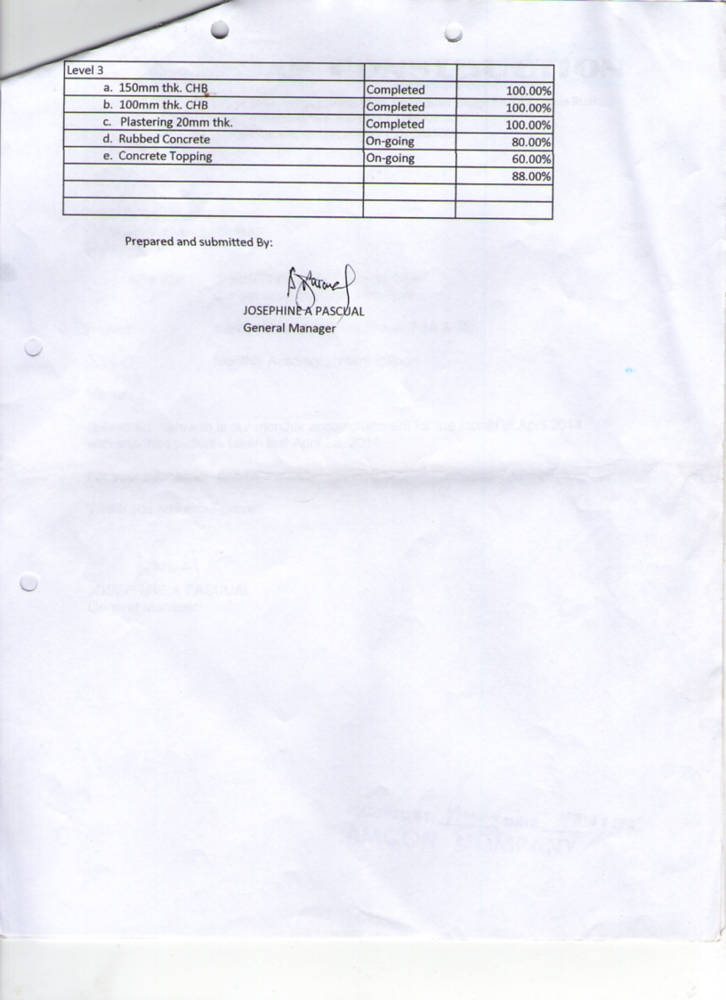 Level 3
a. 150mm thk. CHB Completed 100.00%
b. 100mm thk. CHB Completed 100.00%
c. Plastering 20mm thk. Completed 100.00%
d. Rubbed Concrete On-going 80.00%
e. Concrete Topping On-going 60.00%
88.00%
Prepared and submitted By:
JOSEPHINE A PASCUAL
General Manager